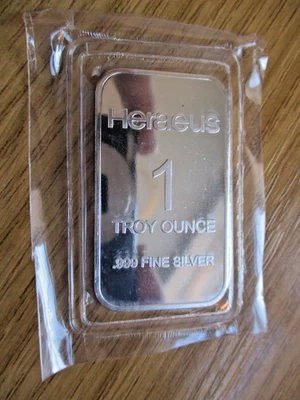 Heraeus
1
TROY OUNCE
.999 FINE SILVER